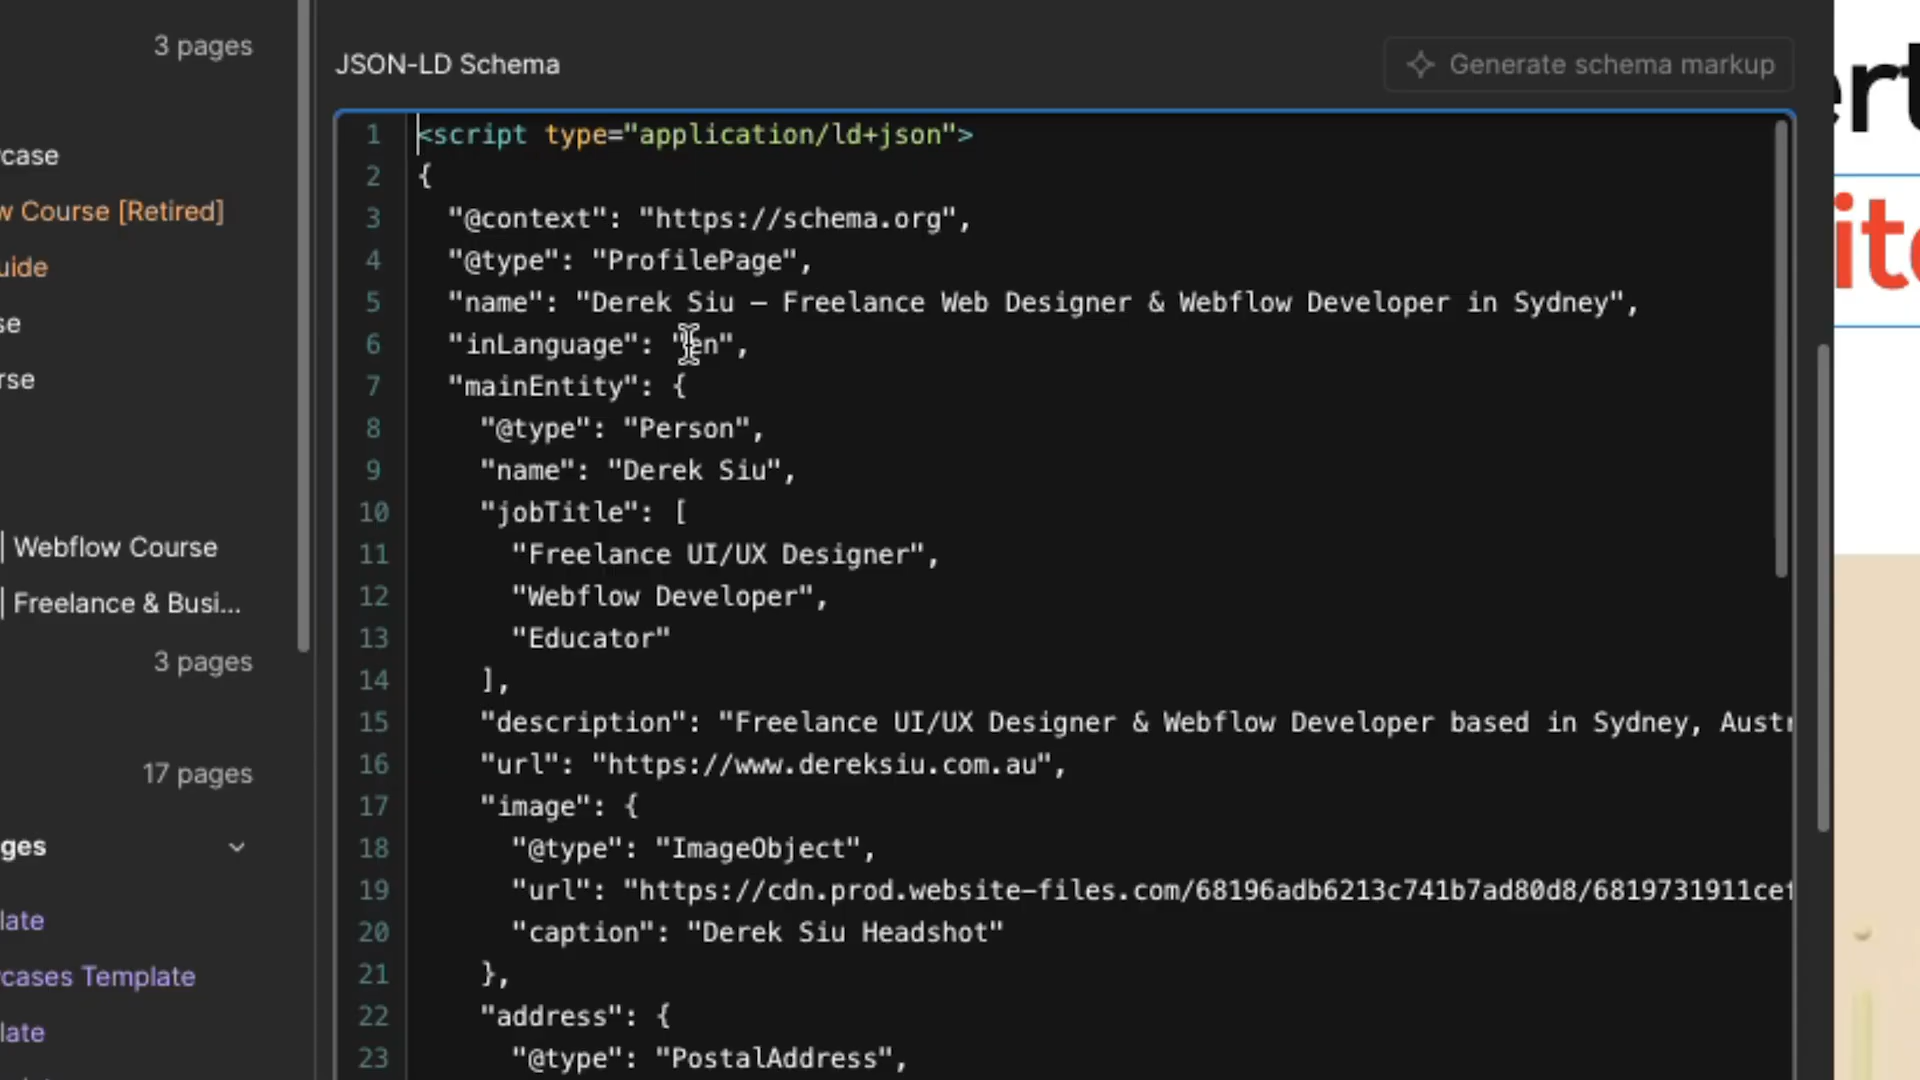 3 pages
JSON-LD Schema
Generate schema markup
case
w Course [Retired]
uide
se
rse
| Webflow Course
| Freelance & Busi...
3 pages
17 pages
ges
late
cases Template
late
1 <script type="application/ld+json">
2 {
3 "@context": "https://schema.org",
4 "@type": "ProfilePage",
5 "name": "Derek Siu – Freelance Web Designer & Webflow Developer in Sydney",
6 "inLanguage": "en",
7 "mainEntity": {
8 "@type": "Person",
9 "name": "Derek Siu",
10 "jobTitle": [
11 "Freelance UI/UX Designer",
12 "Webflow Developer",
13 "Educator"
14 ],
15 "description": "Freelance UI/UX Designer & Webflow Developer based in Sydney, Austr
16 "url": "https://www.dereksiu.com.au",
17 "image": {
18 "@type": "ImageObject",
19 "url": "https://cdn.prod.website-files.com/68196adb6213c741b7ad80d8/6819731911cef
20 "caption": "Derek Siu Headshot"
21 },
22 "address": {
23 "@type": "PostalAddress",
ert
ite